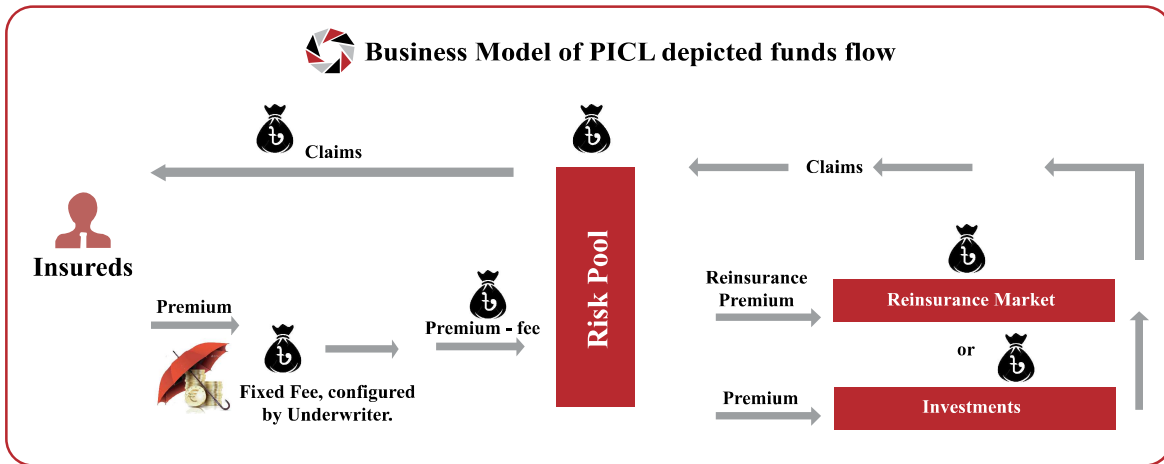 Business Model of PICL depicted funds flow
৳
৳
Claims
Claims
Insureds
Risk Pool
৳
Reinsurance
Premium
Reinsurance Market
Premium
৳
Premium - fee
৳
or
৳
Fixed Fee, configured
by Underwriter.
Premium
Investments